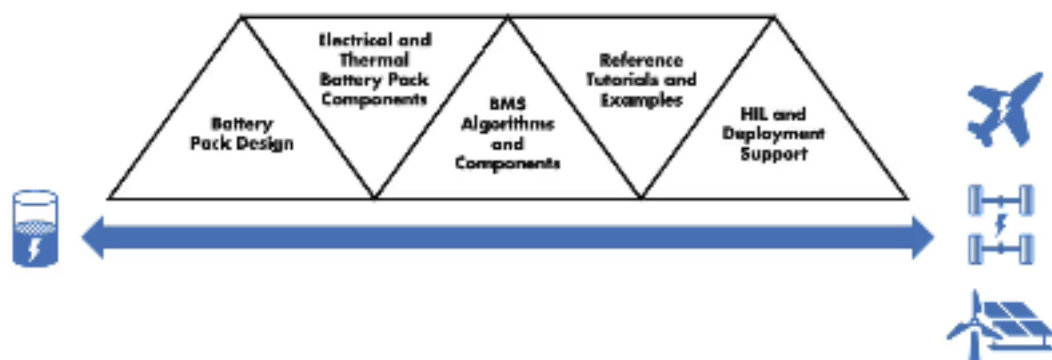 Battery
Pack Design
Electrical and
Thermal
Battery Pack
Components
BMS
Algorithms
and
Components
Reference
Tutorials and
Examples
HIL and
Deployment
Support